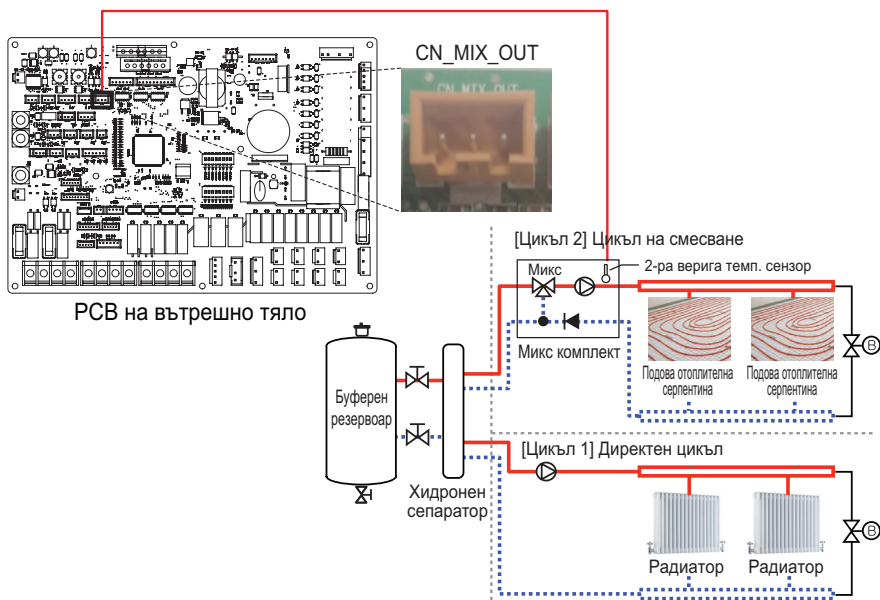 CN_MIX_OUT
CN_MIX_OUT
PCB на вътрешно тяло
[Цикъл 2] Цикъл на смесване
Микс
2-ра верига темп. сензор
Микс комплект
Подова отоплителна
серпентина
Подова отоплителна
серпентина
B
Буферен
резервоар
Хидронен
сепаратор
[Цикъл 1] Директен цикъл
Радиатор
Радиатор
B